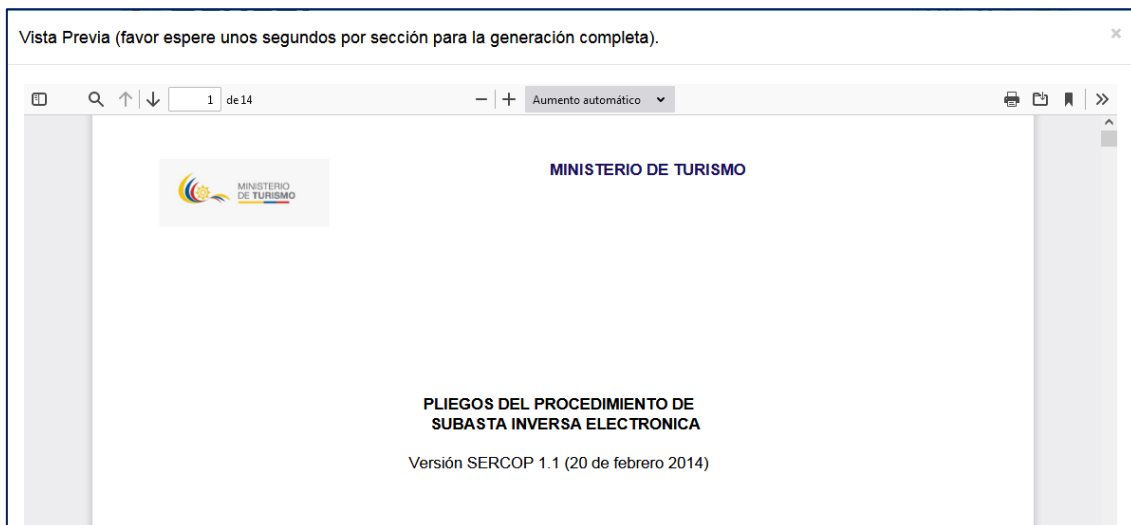 Vista Previa (favor espere unos segundos por sección para la generación completa).
1 de 14
Aumento automático
MINISTERIO
DE TURISMO
MINISTERIO DE TURISMO
PLIEGOS DEL PROCEDIMIENTO DE
SUBASTA INVERSA ELECTRONICA
Versión SERCOP 1.1 (20 de febrero 2014)